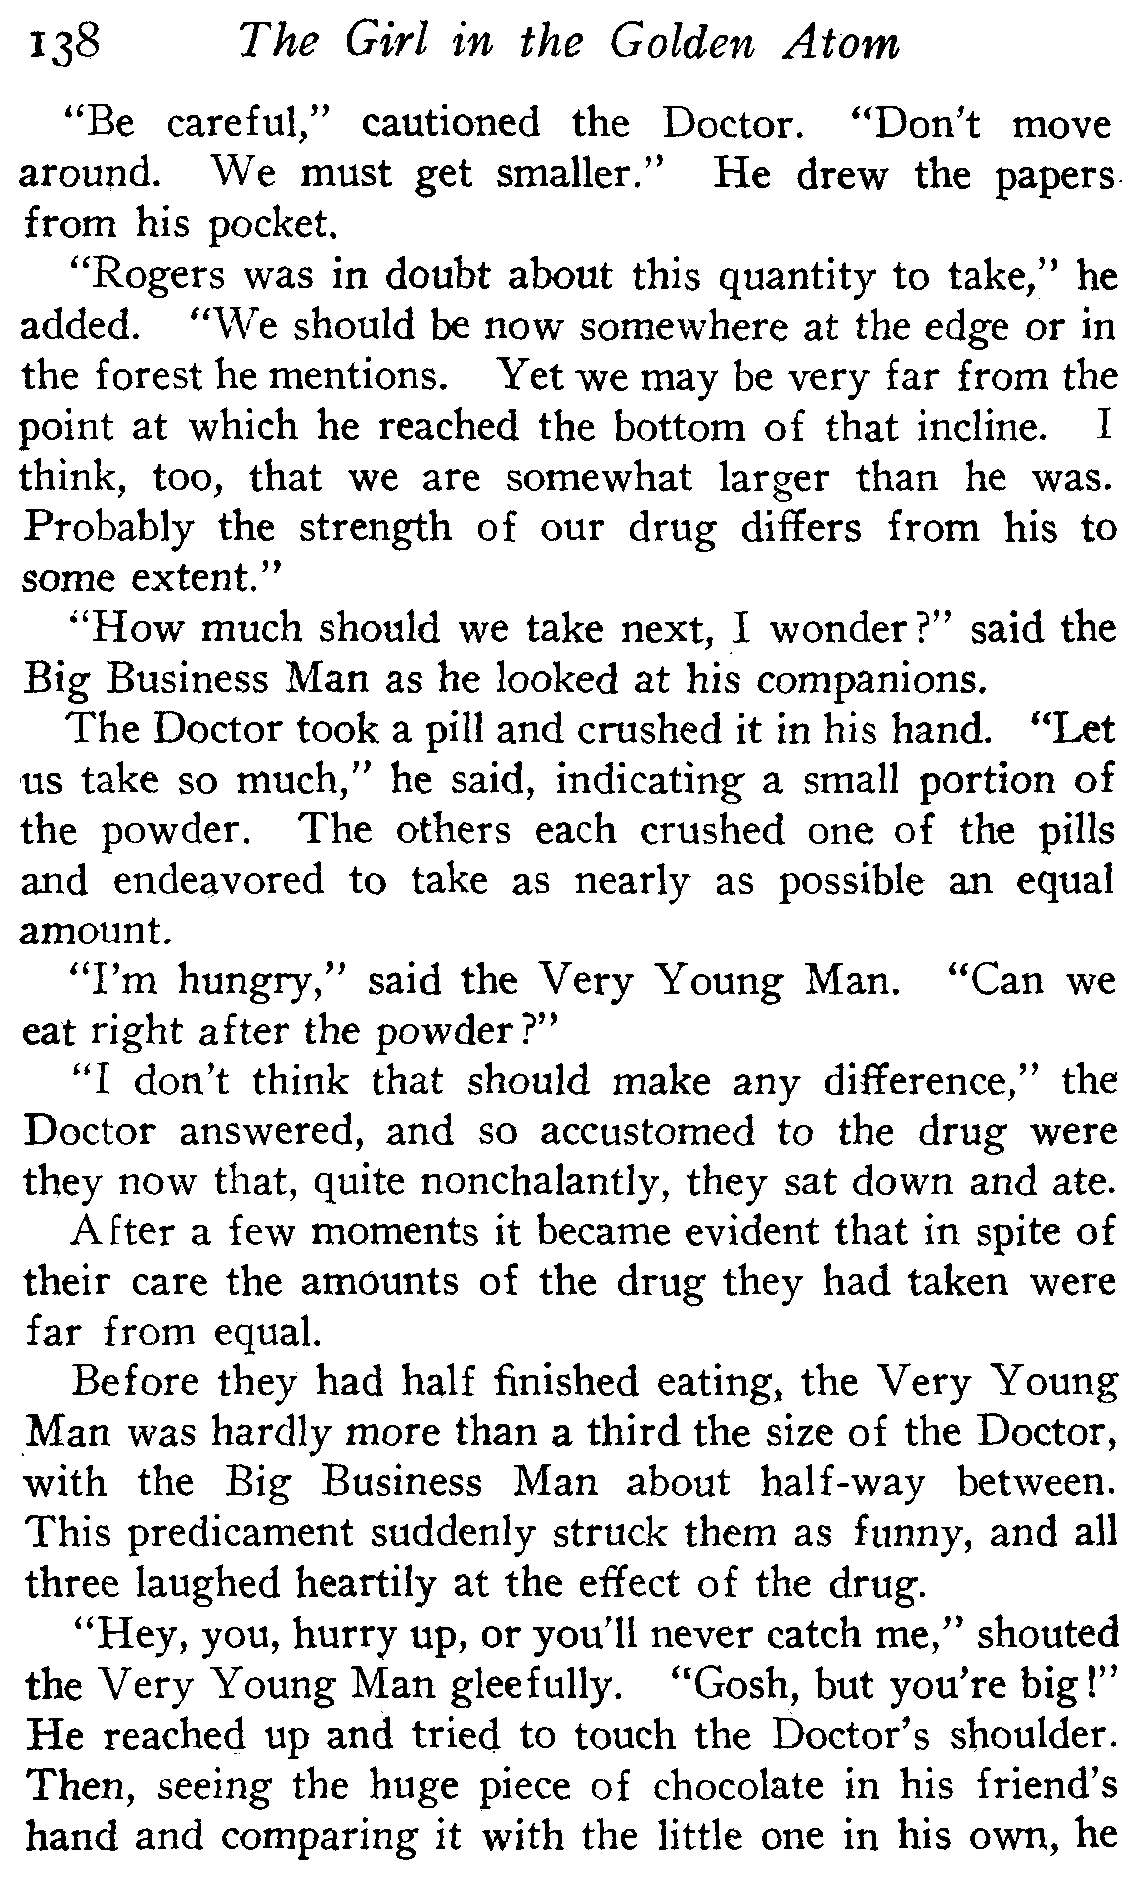 138 The Girl in the Golden Atom
"Be careful," cautioned the Doctor. "Don't move
around. We must get smaller." He drew the papers
from his pocket.
"Rogers was in doubt about this quantity to take," he
added. "We should be now somewhere at the edge or in
the forest he mentions. Yet we may be very far from the
point at which he reached the bottom of that incline. I
think, too, that we are somewhat larger than he was.
Probably the strength of our drug differs from his to
some extent."
"How much should we take next, I wonder?" said the
Big Business Man as he looked at his companions.
The Doctor took a pill and crushed it in his hand. "Let
us take so much," he said, indicating a small portion of
the powder. The others each crushed one of the pills
and endeavored to take as nearly as possible an equal
amount.
"I'm hungry," said the Very Young Man. "Can we
eat right after the powder?"
"I don't think that should make any difference," the
Doctor answered, and so accustomed to the drug were
they now that, quite nonchalantly, they sat down and ate.
After a few moments it became evident that in spite of
their care the amounts of the drug they had taken were
far from equal.
Before they had half finished eating, the Very Young
Man was hardly more than a third the size of the Doctor,
with the Big Business Man about half-way between.
This predicament suddenly struck them as funny, and all
three laughed heartily at the effect of the drug.
"Hey, you, hurry up, or you'll never catch me," shouted
the Very Young Man gleefully. "Gosh, but you're big!"
He reached up and tried to touch the Doctor's shoulder.
Then, seeing the huge piece of chocolate in his friend's
hand and comparing it with the little one in his own, he